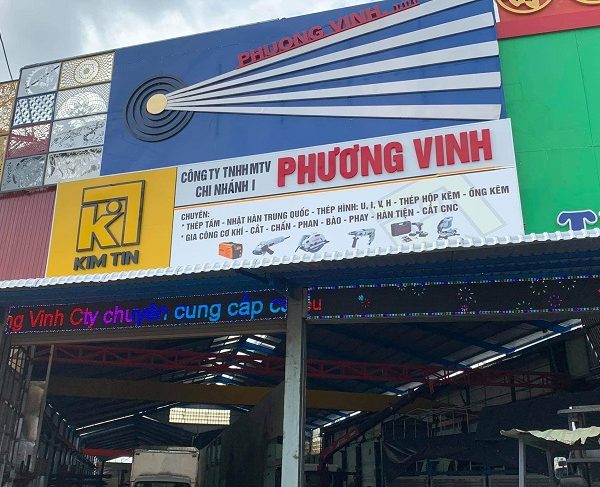 PHƯƠNG VINH
CÔNG TY TNHH MTV
CHI NHÁNH I
PHƯƠNG VINH
KIM TIN
CHUYÊN:
* THÉP TẤM - NHẬT HÀN TRUNG QUỐC - THÉP HÌNH: U, I, V, H - THÉP HỘP KẼM - ỐNG KẼM
* GIA CÔNG CƠ KHÍ - CẮT - CHẤN - PHAN - BÀO - PHAY - HÀN TIỆN - CẮT CNC
ng Vinh Cty chuyên cung cấp